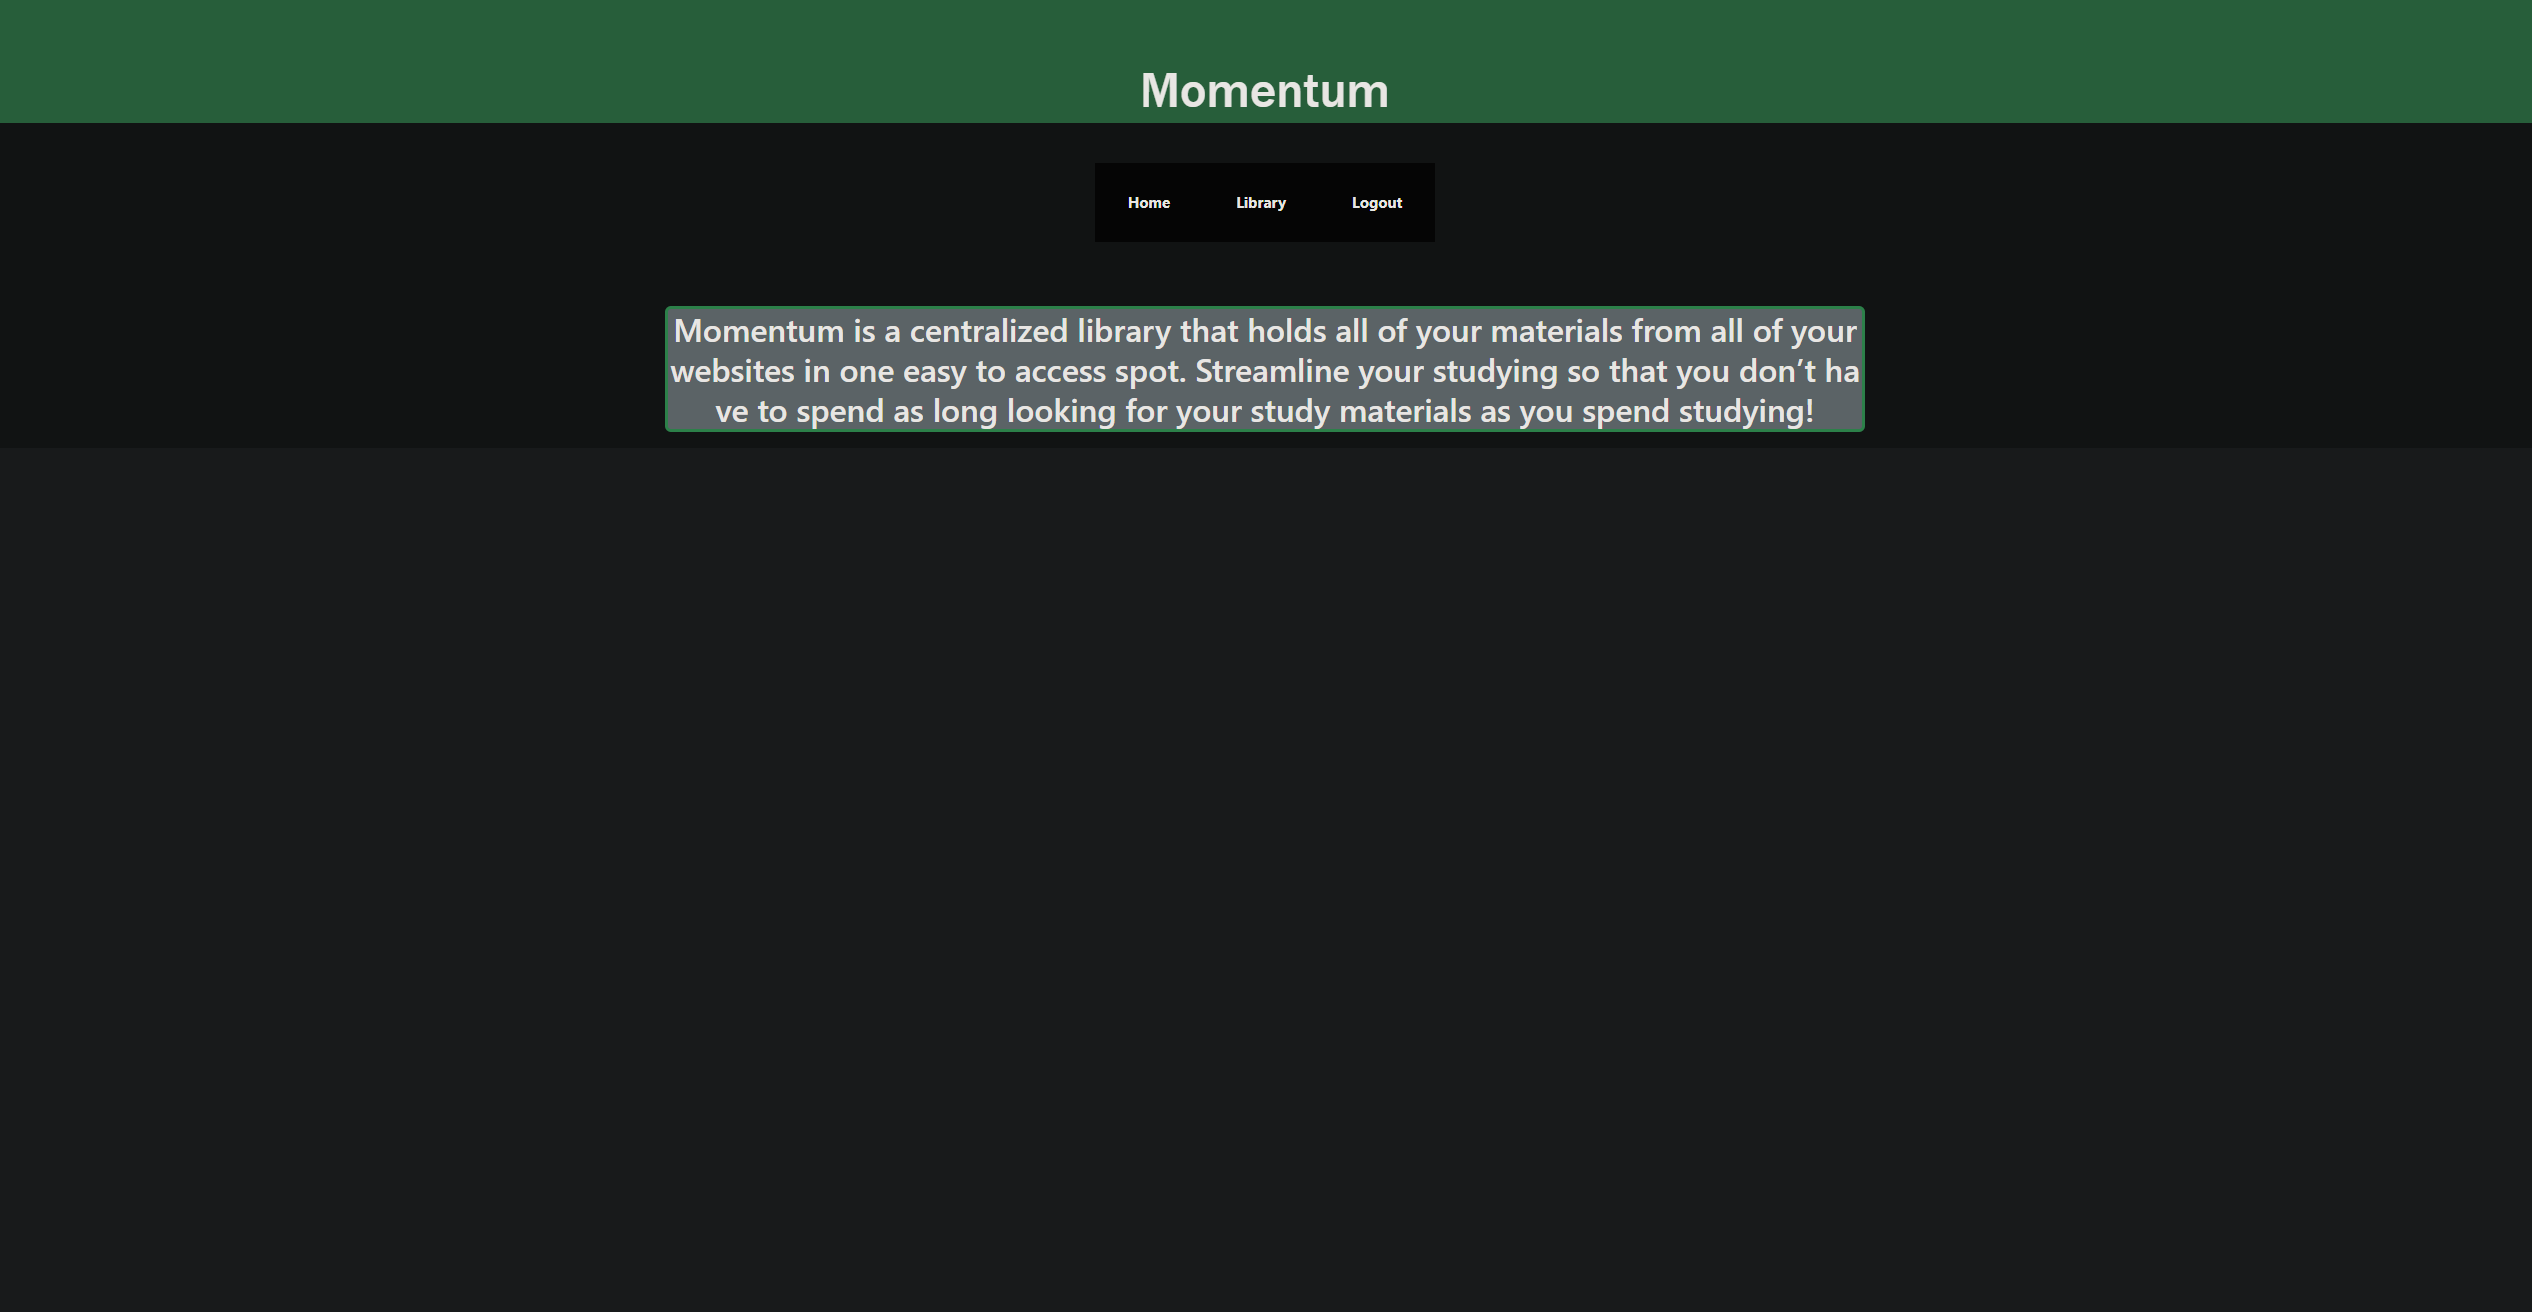 Momentum
Home Library Logout
Momentum is a centralized library that holds all of your materials from all of your
websites in one easy to access spot. Streamline your studying so that you don’t ha
ve to spend as long looking for your study materials as you spend studying!